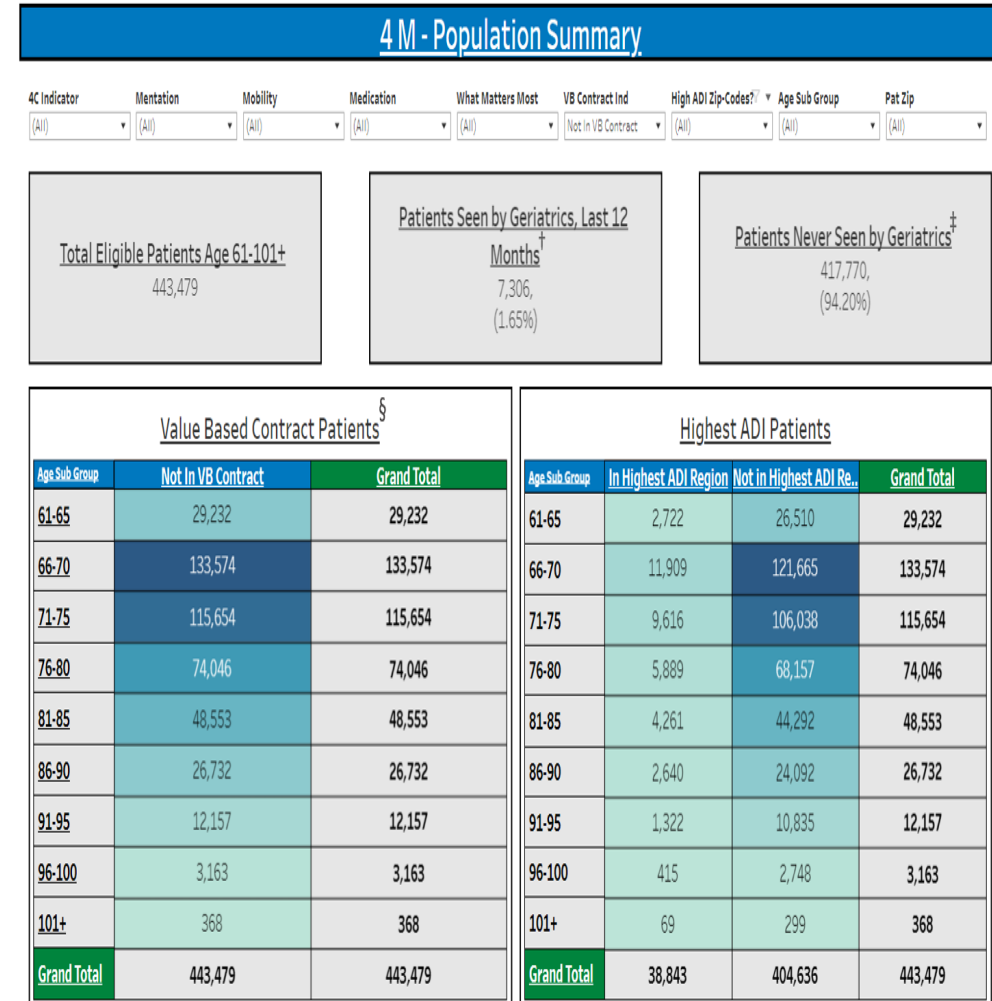 4 M - Population Summary
4C Indicator Mentation Mobility Medication What Matters Most VB Contract Ind High ADI Zip-Codes? Age Sub Group Pat Zip
(All) (All) (All) (All) (All) Not In VB Contract (All) (All) (All)
Total Eligible Patients Age 61-101+
443,479
Patients Seen by Geriatrics, Last 12
Months†
7,306,
(1.65%)
Patients Never Seen by Geriatrics‡
417,770,
(94.20%)
Value Based Contract Patients§
Age Sub Group Not In VB Contract Grand Total
61-65 29,232 29,232
66-70 133,574 133,574
71-75 115,654 115,654
76-80 74,046 74,046
81-85 48,553 48,553
86-90 26,732 26,732
91-95 12,157 12,157
96-100 3,163 3,163
101+ 368 368
Grand Total 443,479 443,479
Highest ADI Patients
Age Sub Group In Highest ADI Region Not in Highest ADI Re.. Grand Total
61-65 2,722 26,510 29,232
66-70 11,909 121,665 133,574
71-75 9,616 106,038 115,654
76-80 5,889 68,157 74,046
81-85 4,261 44,292 48,553
86-90 2,640 24,092 26,732
91-95 1,322 10,835 12,157
96-100 415 2,748 3,163
101+ 69 299 368
Grand Total 38,843 404,636 443,479